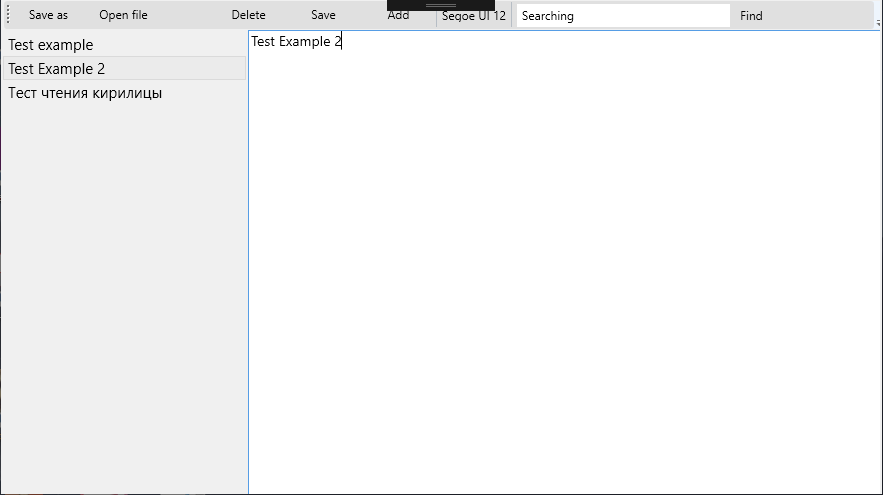 Save as Open file Delete Save Add Segoe UI 12 Searching Find
Test example
Test Example 2
Тест чтения кирилицы
Test Example 2